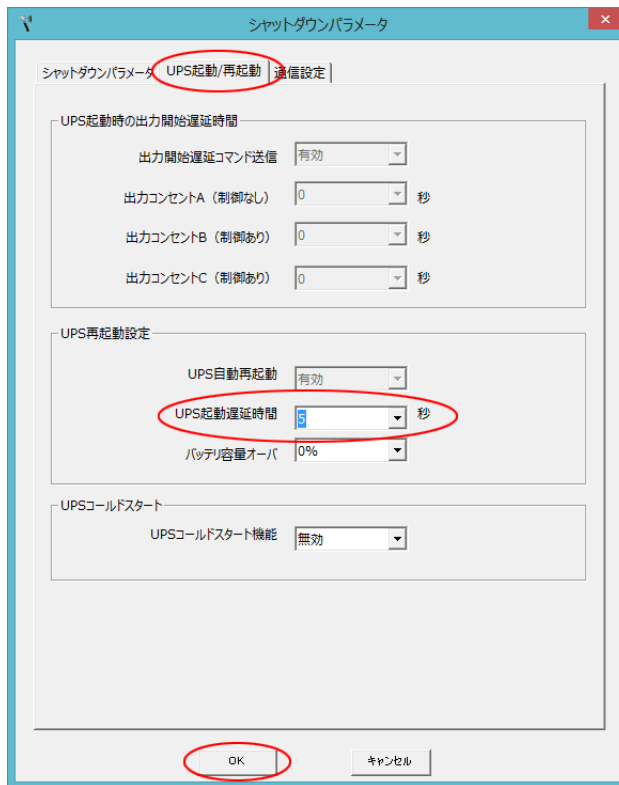 シャットダウンパラメータ
シャットダウンパラメータ UPS起動/再起動 通信設定
UPS起動時の出力開始遅延時間
出力開始遅延コマンド送信 有効
出力コンセントA（制御なし） 0 秒
出力コンセントB（制御あり） 0 秒
出力コンセントC（制御あり） 0 秒
UPS再起動設定
UPS自動再起動 有効
UPS起動遅延時間 5 秒
バッテリ容量オーバ 0%
UPSコールドスタート
UPSコールドスタート機能 無効
OK キャンセル